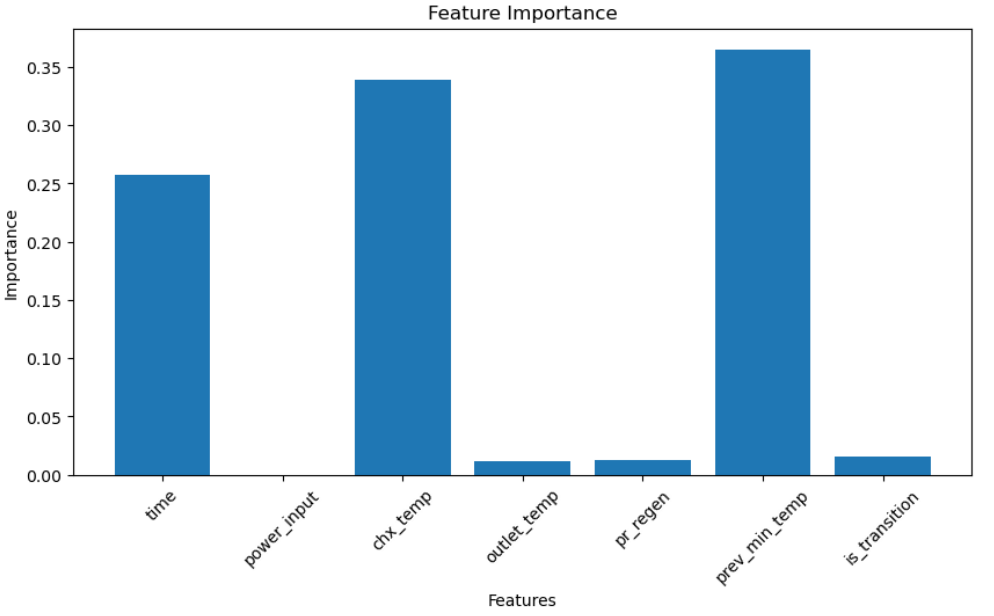 Feature Importance
Importance
0.35
0.30
0.25
0.20
0.15
0.10
0.05
0.00
time
power_input
chx_temp
outlet_temp
pr_regen
prev_min_temp
is_transition
Features